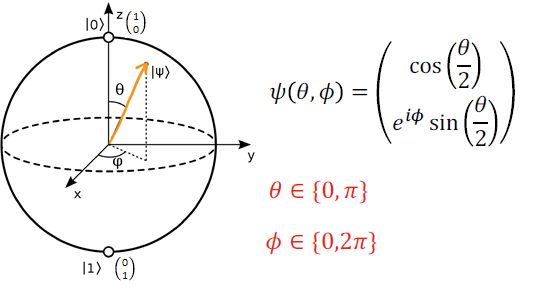 |0⟩ z (1 0)
|ψ⟩
θ
φ
y
x
|1⟩ (0 1)
ψ(θ, ϕ) = ( cos(θ/2)
e^{iϕ} sin(θ/2) )
θ ∈ {0, π}
ϕ ∈ {0,2π}